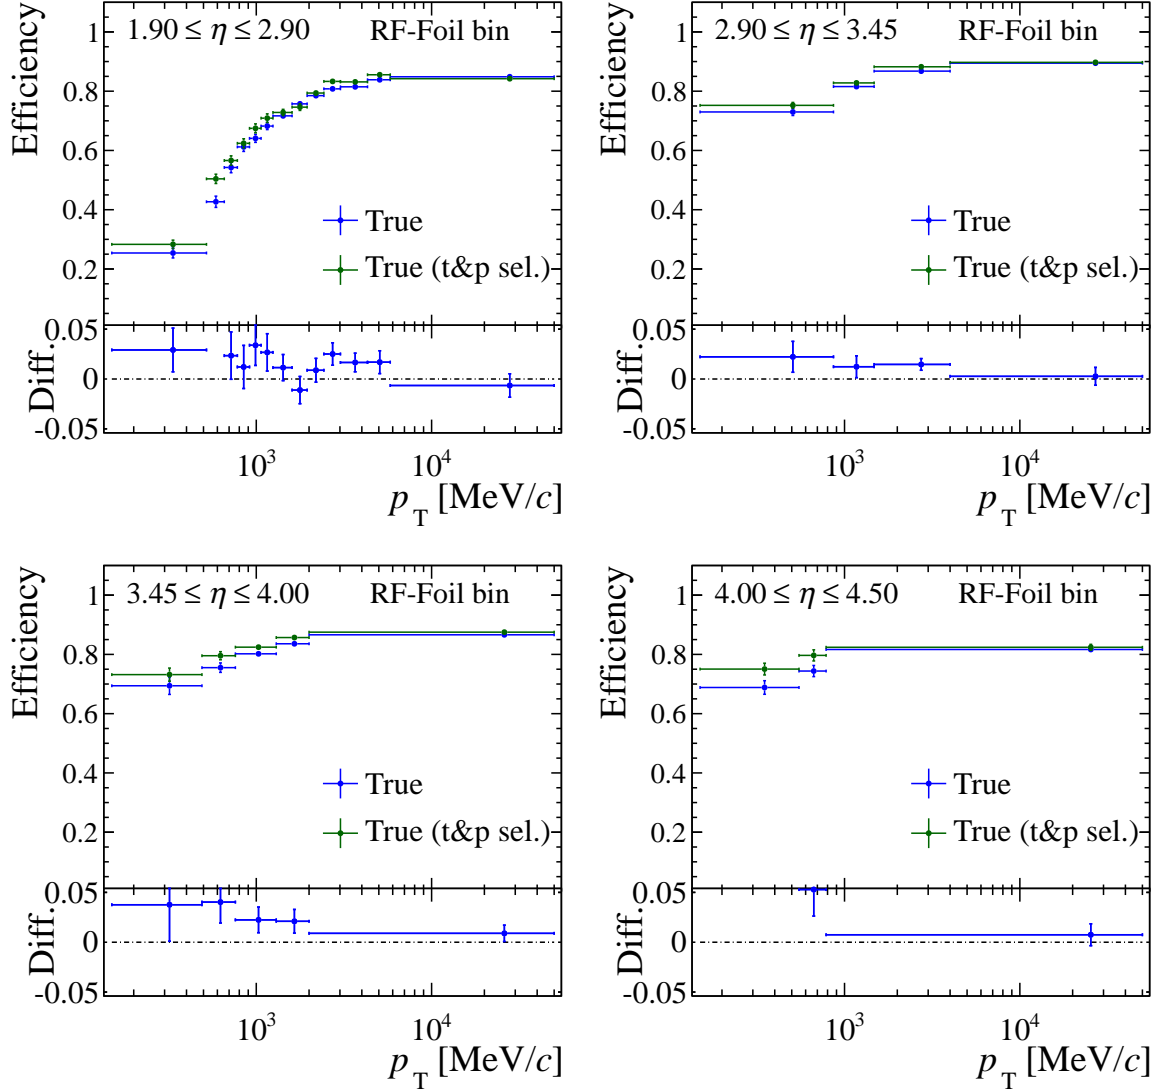 1.90 ≤ η ≤ 2.90 RF-Foil bin
Efficiency
1
0.8
0.6
0.4
0.2
True
True (t&p sel.)
Diff.
0.05
0
-0.05
10^3 10^4
p_T [MeV/c]
2.90 ≤ η ≤ 3.45 RF-Foil bin
Efficiency
1
0.8
0.6
0.4
0.2
True
True (t&p sel.)
Diff.
0.05
0
-0.05
10^3 10^4
p_T [MeV/c]
3.45 ≤ η ≤ 4.00 RF-Foil bin
Efficiency
1
0.8
0.6
0.4
0.2
True
True (t&p sel.)
Diff.
0.05
0
-0.05
10^3 10^4
p_T [MeV/c]
4.00 ≤ η ≤ 4.50 RF-Foil bin
Efficiency
1
0.8
0.6
0.4
0.2
True
True (t&p sel.)
Diff.
0.05
0
-0.05
10^3 10^4
p_T [MeV/c]